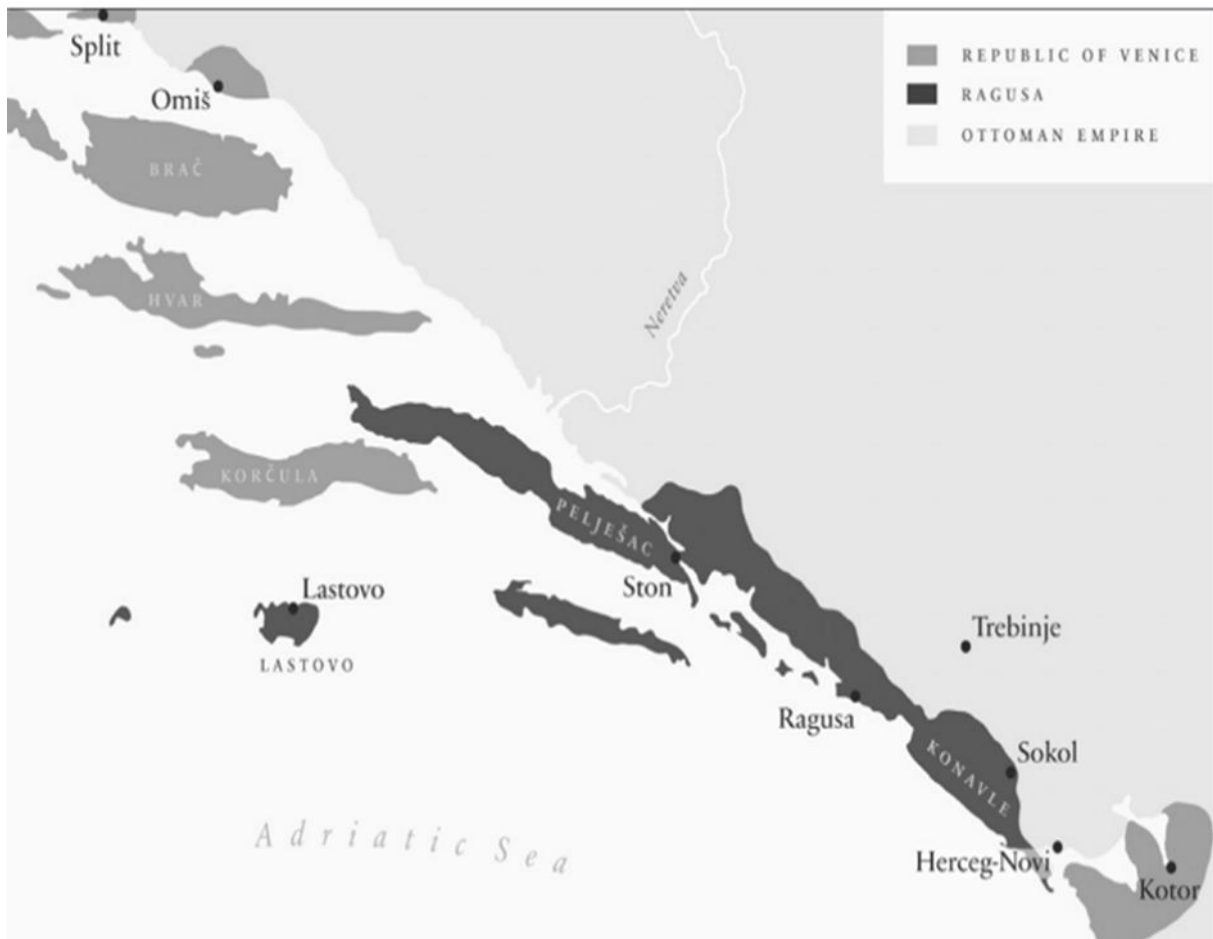 Split
REPUBLIC OF VENICE
RAGUSA
Omiš
OTTOMAN EMPIRE
BRAČ
HVAR
Neretva
KORČULA
PELJEŠAC
Ston
Lastovo
LASTOVO
Trebinje
Ragusa
KONAVLE
Sokol
Adriatic Sea
Herceg-Novi
Kotor